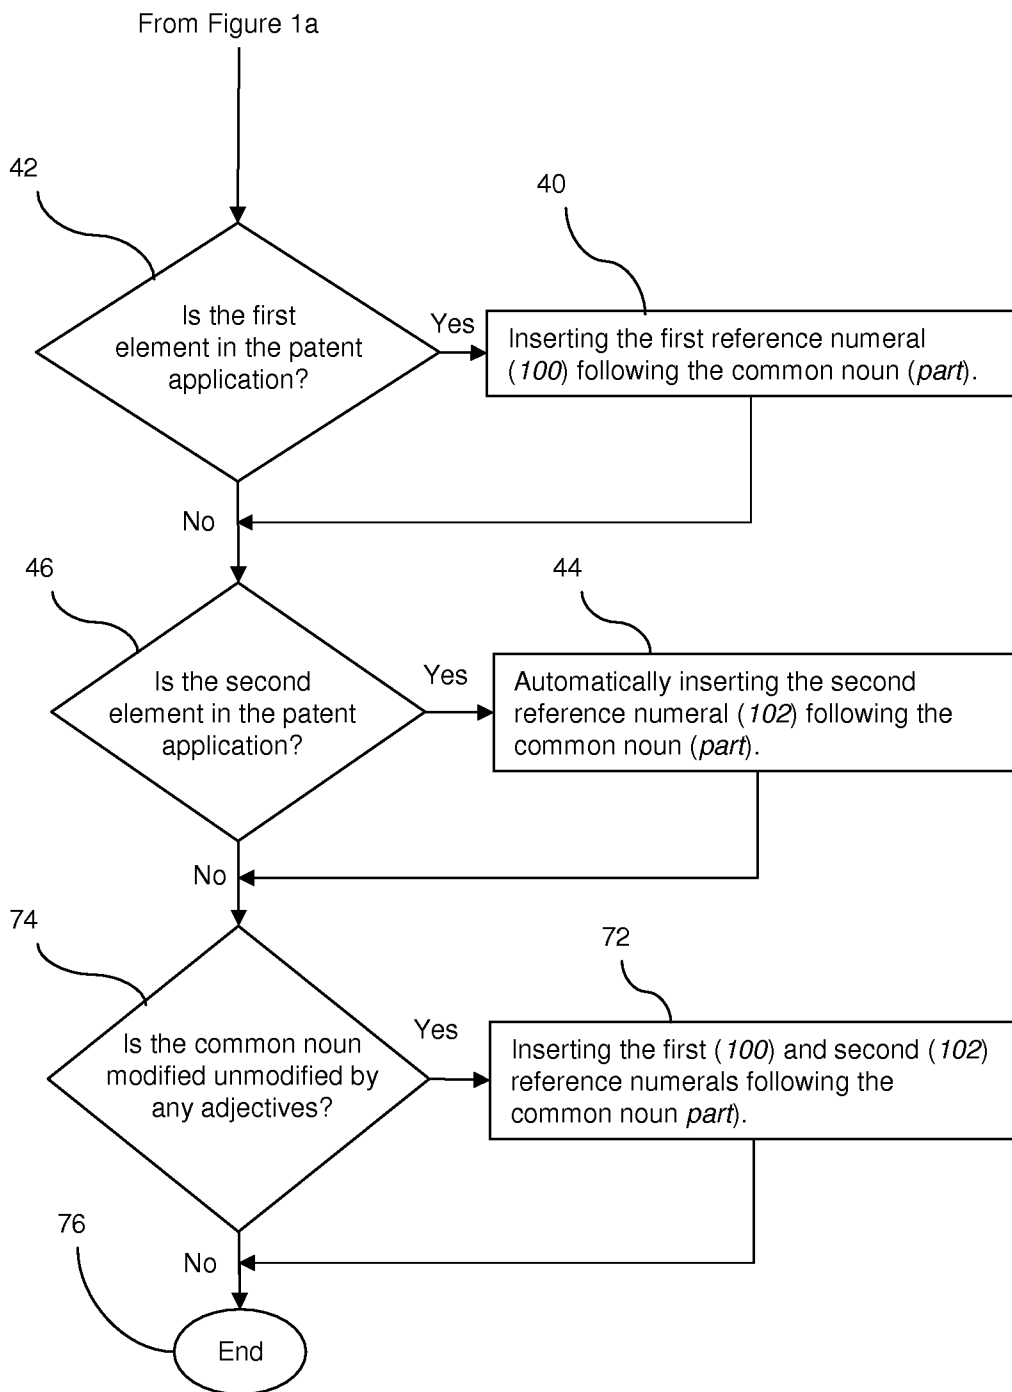 From Figure 1a
42
40
Is the first
element in the patent
application?
Yes
Inserting the first reference numeral
(100) following the common noun (part).
No
46
44
Is the second
element in the patent
application?
Yes
Automatically inserting the second
reference numeral (102) following the
common noun (part).
No
74
72
Is the common noun
modified unmodified by
any adjectives?
Yes
Inserting the first (100) and second (102)
reference numerals following the
common noun part).
76
No
End